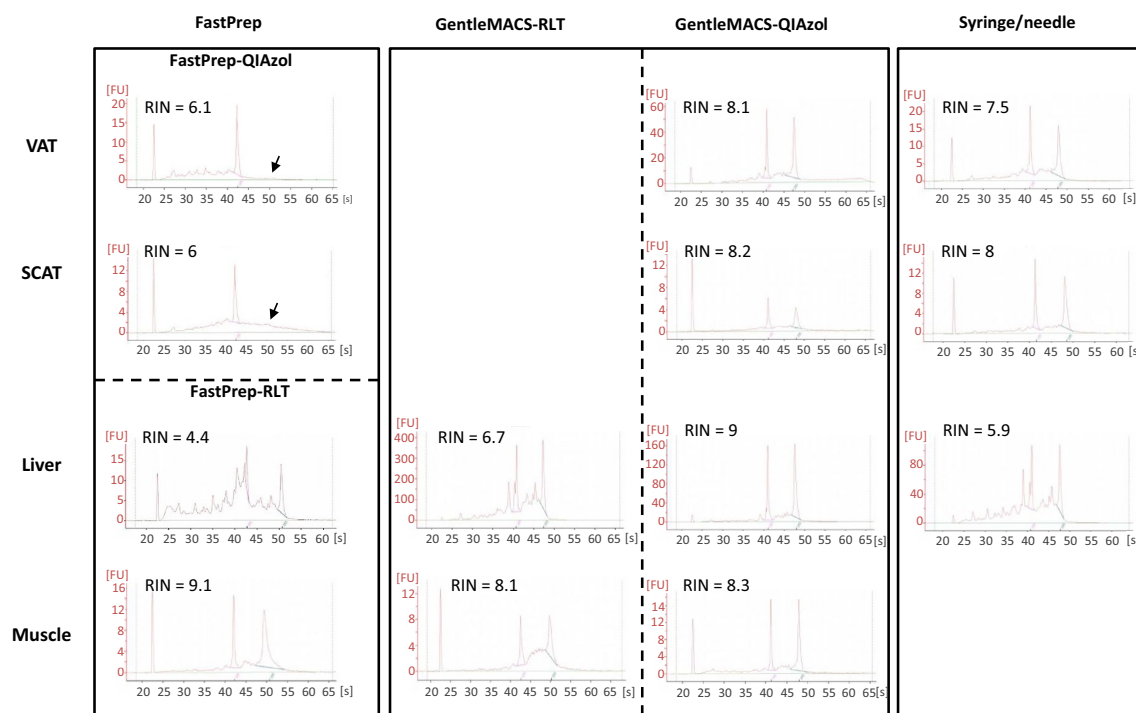 FastPrep GentleMACS-RLT GentleMACS-QIAzol Syringe/needle
FastPrep-QIAzol
VAT
[FU]
RIN = 6.1
20
15
10
5
0
20 25 30 35 40 45 50 55 60 65 [s]
[FU]
RIN = 8.1
60
40
20
0
20 25 30 35 40 45 50 55 60 65 [s]
[FU]
RIN = 7.5
20
15
10
5
0
20 25 30 35 40 45 50 55 60 65 [s]
SCAT
[FU]
RIN = 6
12
8
4
0
20 25 30 35 40 45 50 55 60 65 [s]
[FU]
RIN = 8.2
12
8
4
0
20 25 30 35 40 45 50 55 60 65 [s]
[FU]
RIN = 8
12
8
4
0
20 25 30 35 40 45 50 55 60 65 [s]
FastPrep-RLT
Liver
[FU]
RIN = 4.4
15
10
5
0
20 25 30 35 40 45 50 55 60 [s]
[FU]
RIN = 6.7
400
300
200
100
0
20 25 30 35 40 45 50 55 60 65 [s]
[FU]
RIN = 9
160
120
80
40
0
20 25 30 35 40 45 50 55 60 65 [s]
[FU]
RIN = 5.9
80
40
0
20 25 30 35 40 45 50 55 60 65 [s]
Muscle
[FU]
RIN = 9.1
16
12
8
4
0
20 25 30 35 40 45 50 55 60 65 [s]
[FU]
RIN = 8.1
12
8
4
0
20 25 30 35 40 45 50 55 60 65 [s]
[FU]
RIN = 8.3
14
12
8
4
0
20 25 30 35 40 45 50 55 60 65 [s]